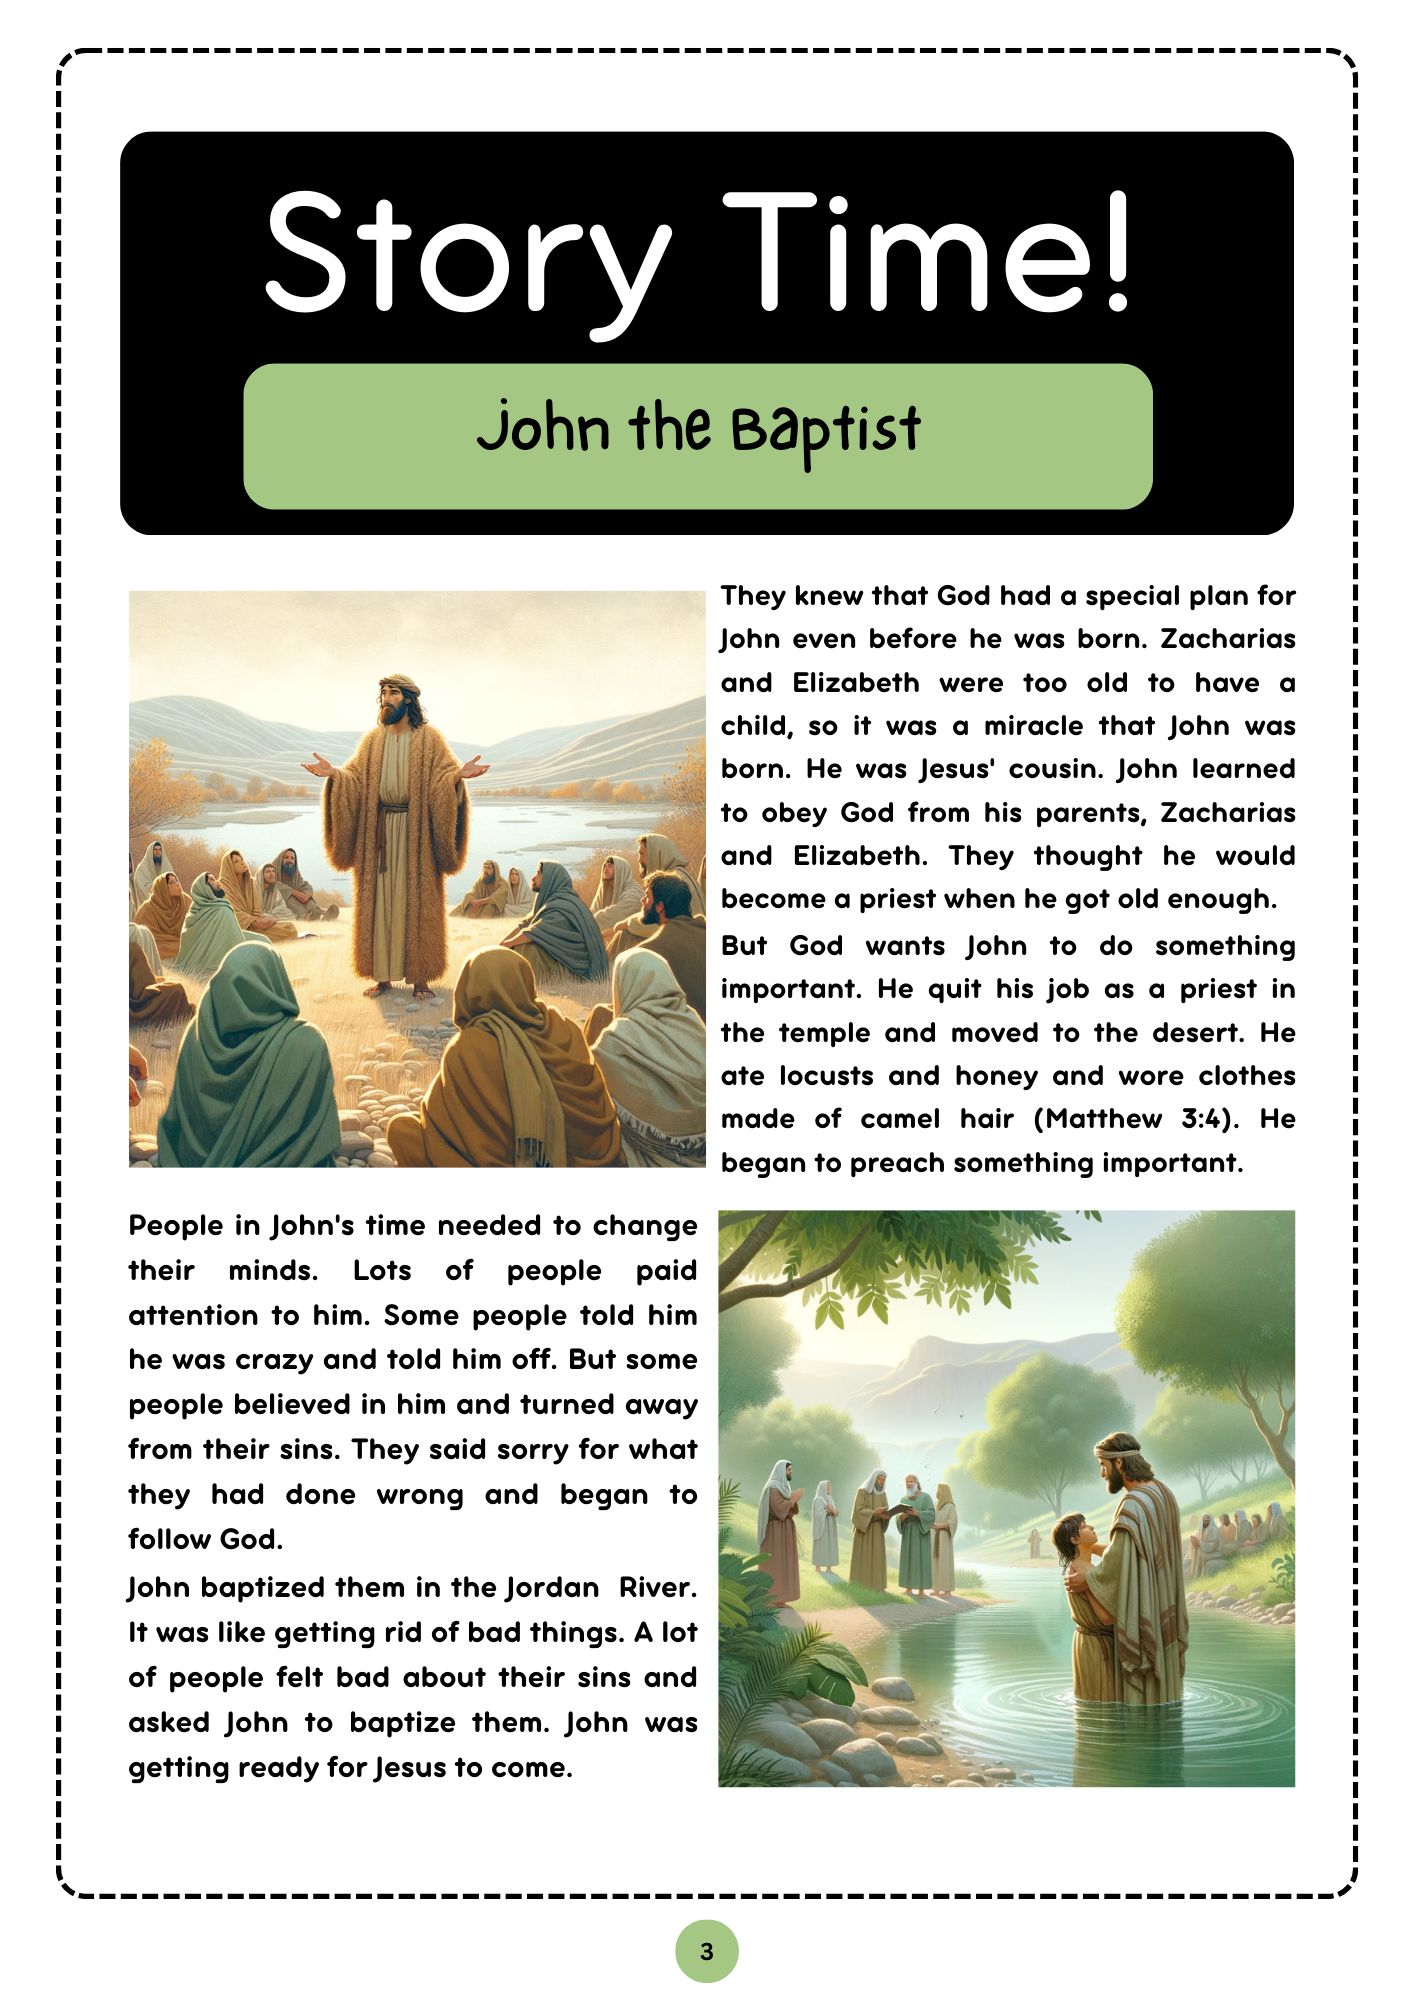 Story Time!
John the Baptist
They knew that God had a special plan for
John even before he was born. Zacharias
and Elizabeth were too old to have a
child, so it was a miracle that John was
born. He was Jesus' cousin. John learned
to obey God from his parents, Zacharias
and Elizabeth. They thought he would
become a priest when he got old enough.
But God wants John to do something
important. He quit his job as a priest in
the temple and moved to the desert. He
ate locusts and honey and wore clothes
made of camel hair (Matthew 3:4). He
began to preach something important.
People in John's time needed to change
their minds. Lots of people paid
attention to him. Some people told him
he was crazy and told him off. But some
people believed in him and turned away
from their sins. They said sorry for what
they had done wrong and began to
follow God.
John baptized them in the Jordan River.
It was like getting rid of bad things. A lot
of people felt bad about their sins and
asked John to baptize them. John was
getting ready for Jesus to come.
3